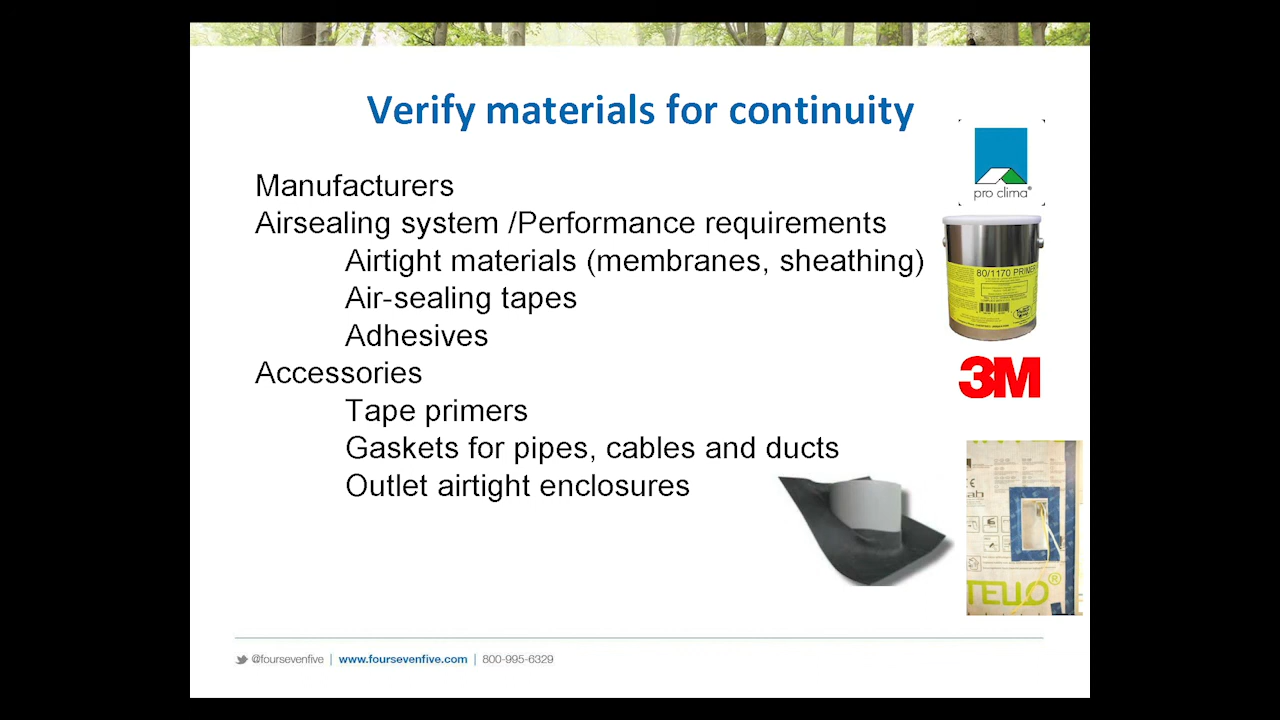 Verify materials for continuity
Manufacturers
Airsealing system /Performance requirements
Airtight materials (membranes, sheathing)
Air-sealing tapes
Adhesives
Accessories
Tape primers
Gaskets for pipes, cables and ducts
Outlet airtight enclosures
pro clima®
80/1170 PRIMER
3M
TELLO®
@foursevenfive | www.foursevenfive.com | 800-995-6329